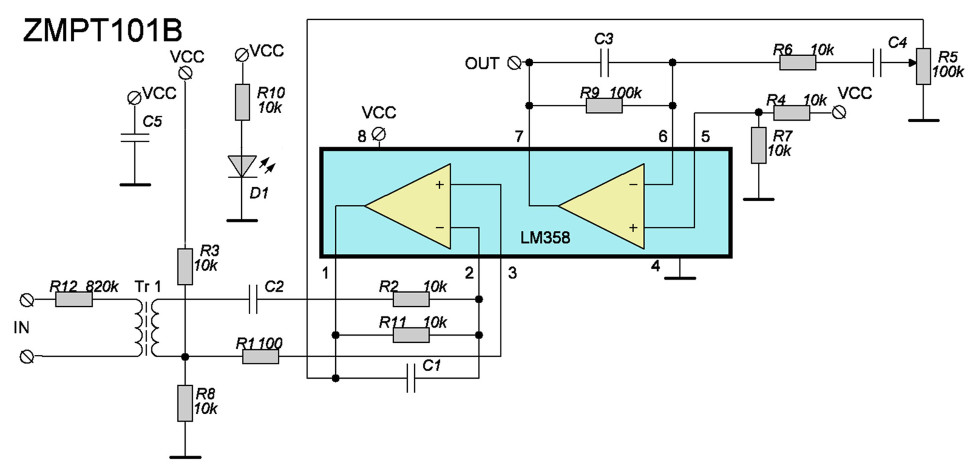 ZMPT101B
VCC
VCC
VCC
C5
R10
10k
D1
VCC
8
OUT
C3
R9 100k
R6 10k
C4
R5
100k
R4 10k
VCC
R7
10k
7
6
5
+
−
−
+
LM358
1
2
3
4
R3
10k
R12 820k
Tr 1
C2
R2 10k
IN
R11 10k
R1 100
C1
R8
10k